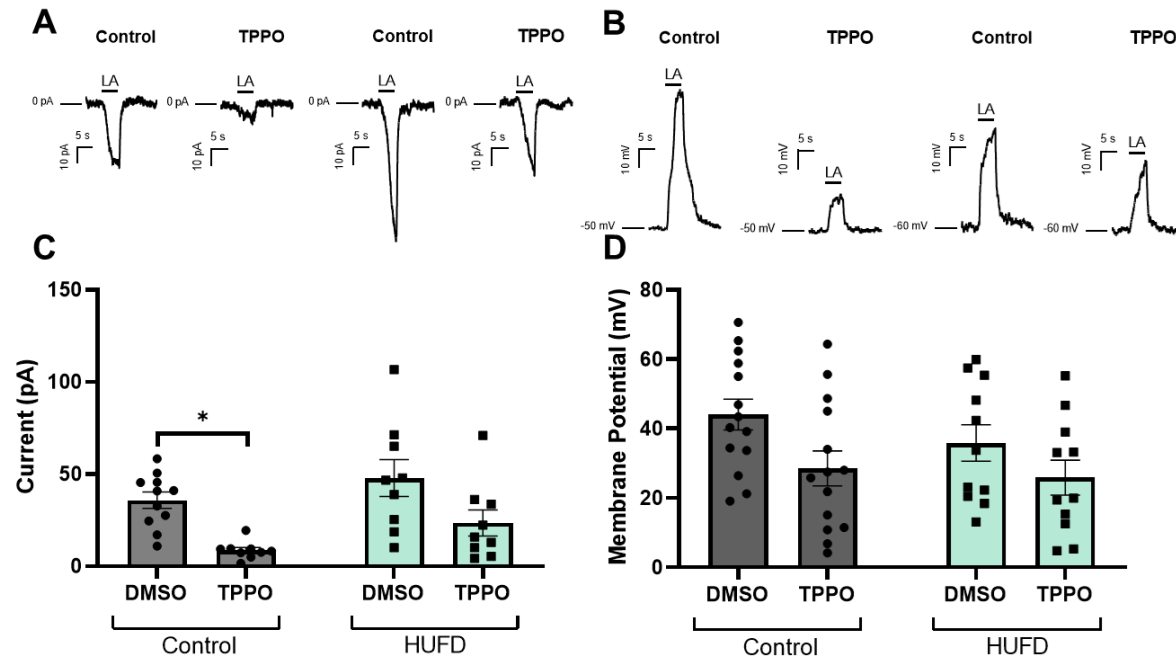 A
Control TPPO Control TPPO
LA LA LA LA
0 pA 0 pA 0 pA 0 pA
5 s 5 s 5 s 5 s
10 pA 10 pA 10 pA 10 pA
B
Control TPPO Control TPPO
LA LA LA LA
5 s 5 s 5 s 5 s
10 mV 10 mV 10 mV 10 mV
-50 mV -50 mV -60 mV -60 mV
C
Current (pA)
150
100
50
0
*
DMSO TPPO DMSO TPPO
Control HUFD
D
Membrane Potential (mV)
80
60
40
20
0
DMSO TPPO DMSO TPPO
Control HUFD